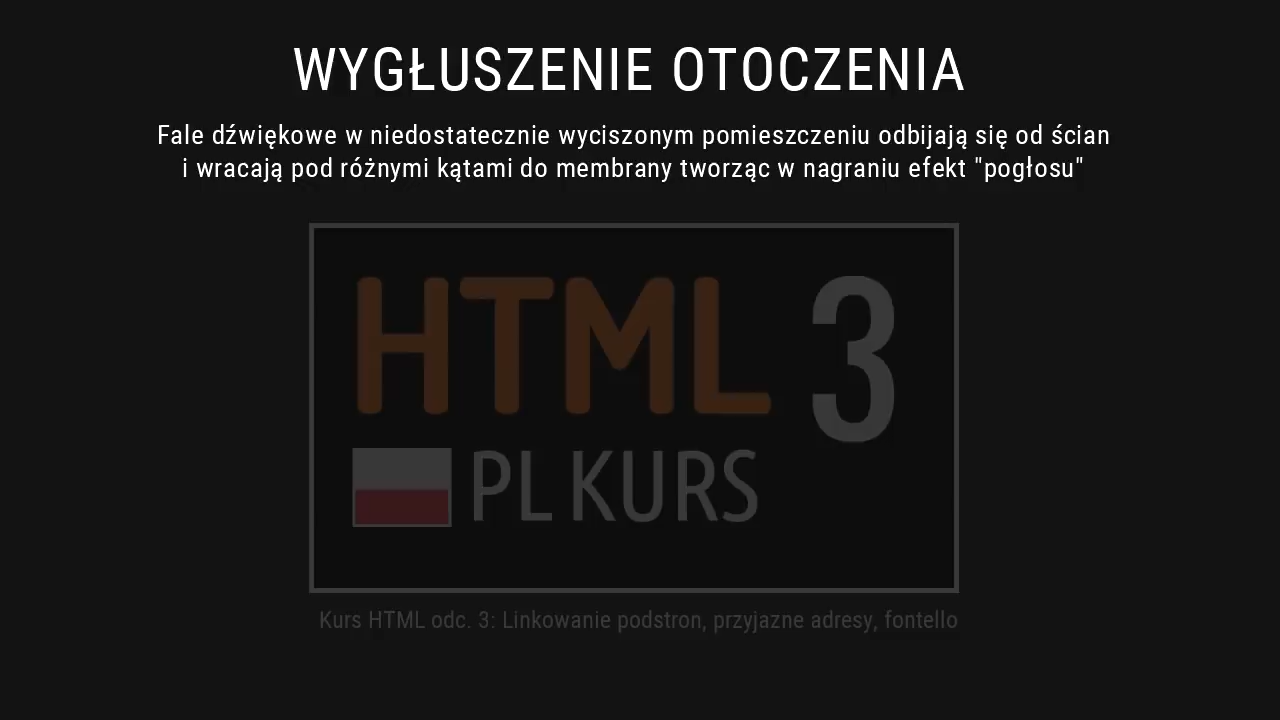 WYGŁUSZENIE OTOCZENIA
Fale dźwiękowe w niedostatecznie wyciszonym pomieszczeniu odbijają się od ścian
i wracają pod różnymi kątami do membrany tworząc w nagraniu efekt "pogłosu"
HTML 3
PL KURS
Kurs HTML odc. 3: Linkowanie podstron, przyjazne adresy, fontello